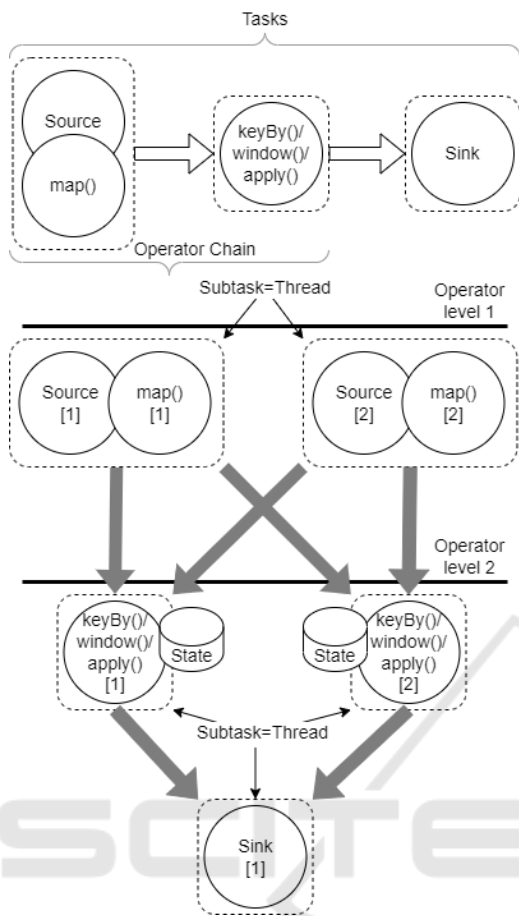 Tasks
Source
map()
keyBy()/
window()/
apply()
Sink
Operator Chain
Subtask=Thread
Operator
level 1
Source
[1]
map()
[1]
Source
[2]
map()
[2]
Operator
level 2
keyBy()/
window()/
apply()
[1]
State
State
keyBy()/
window()/
apply()
[2]
Subtask=Thread
Sink
[1]
SCITE